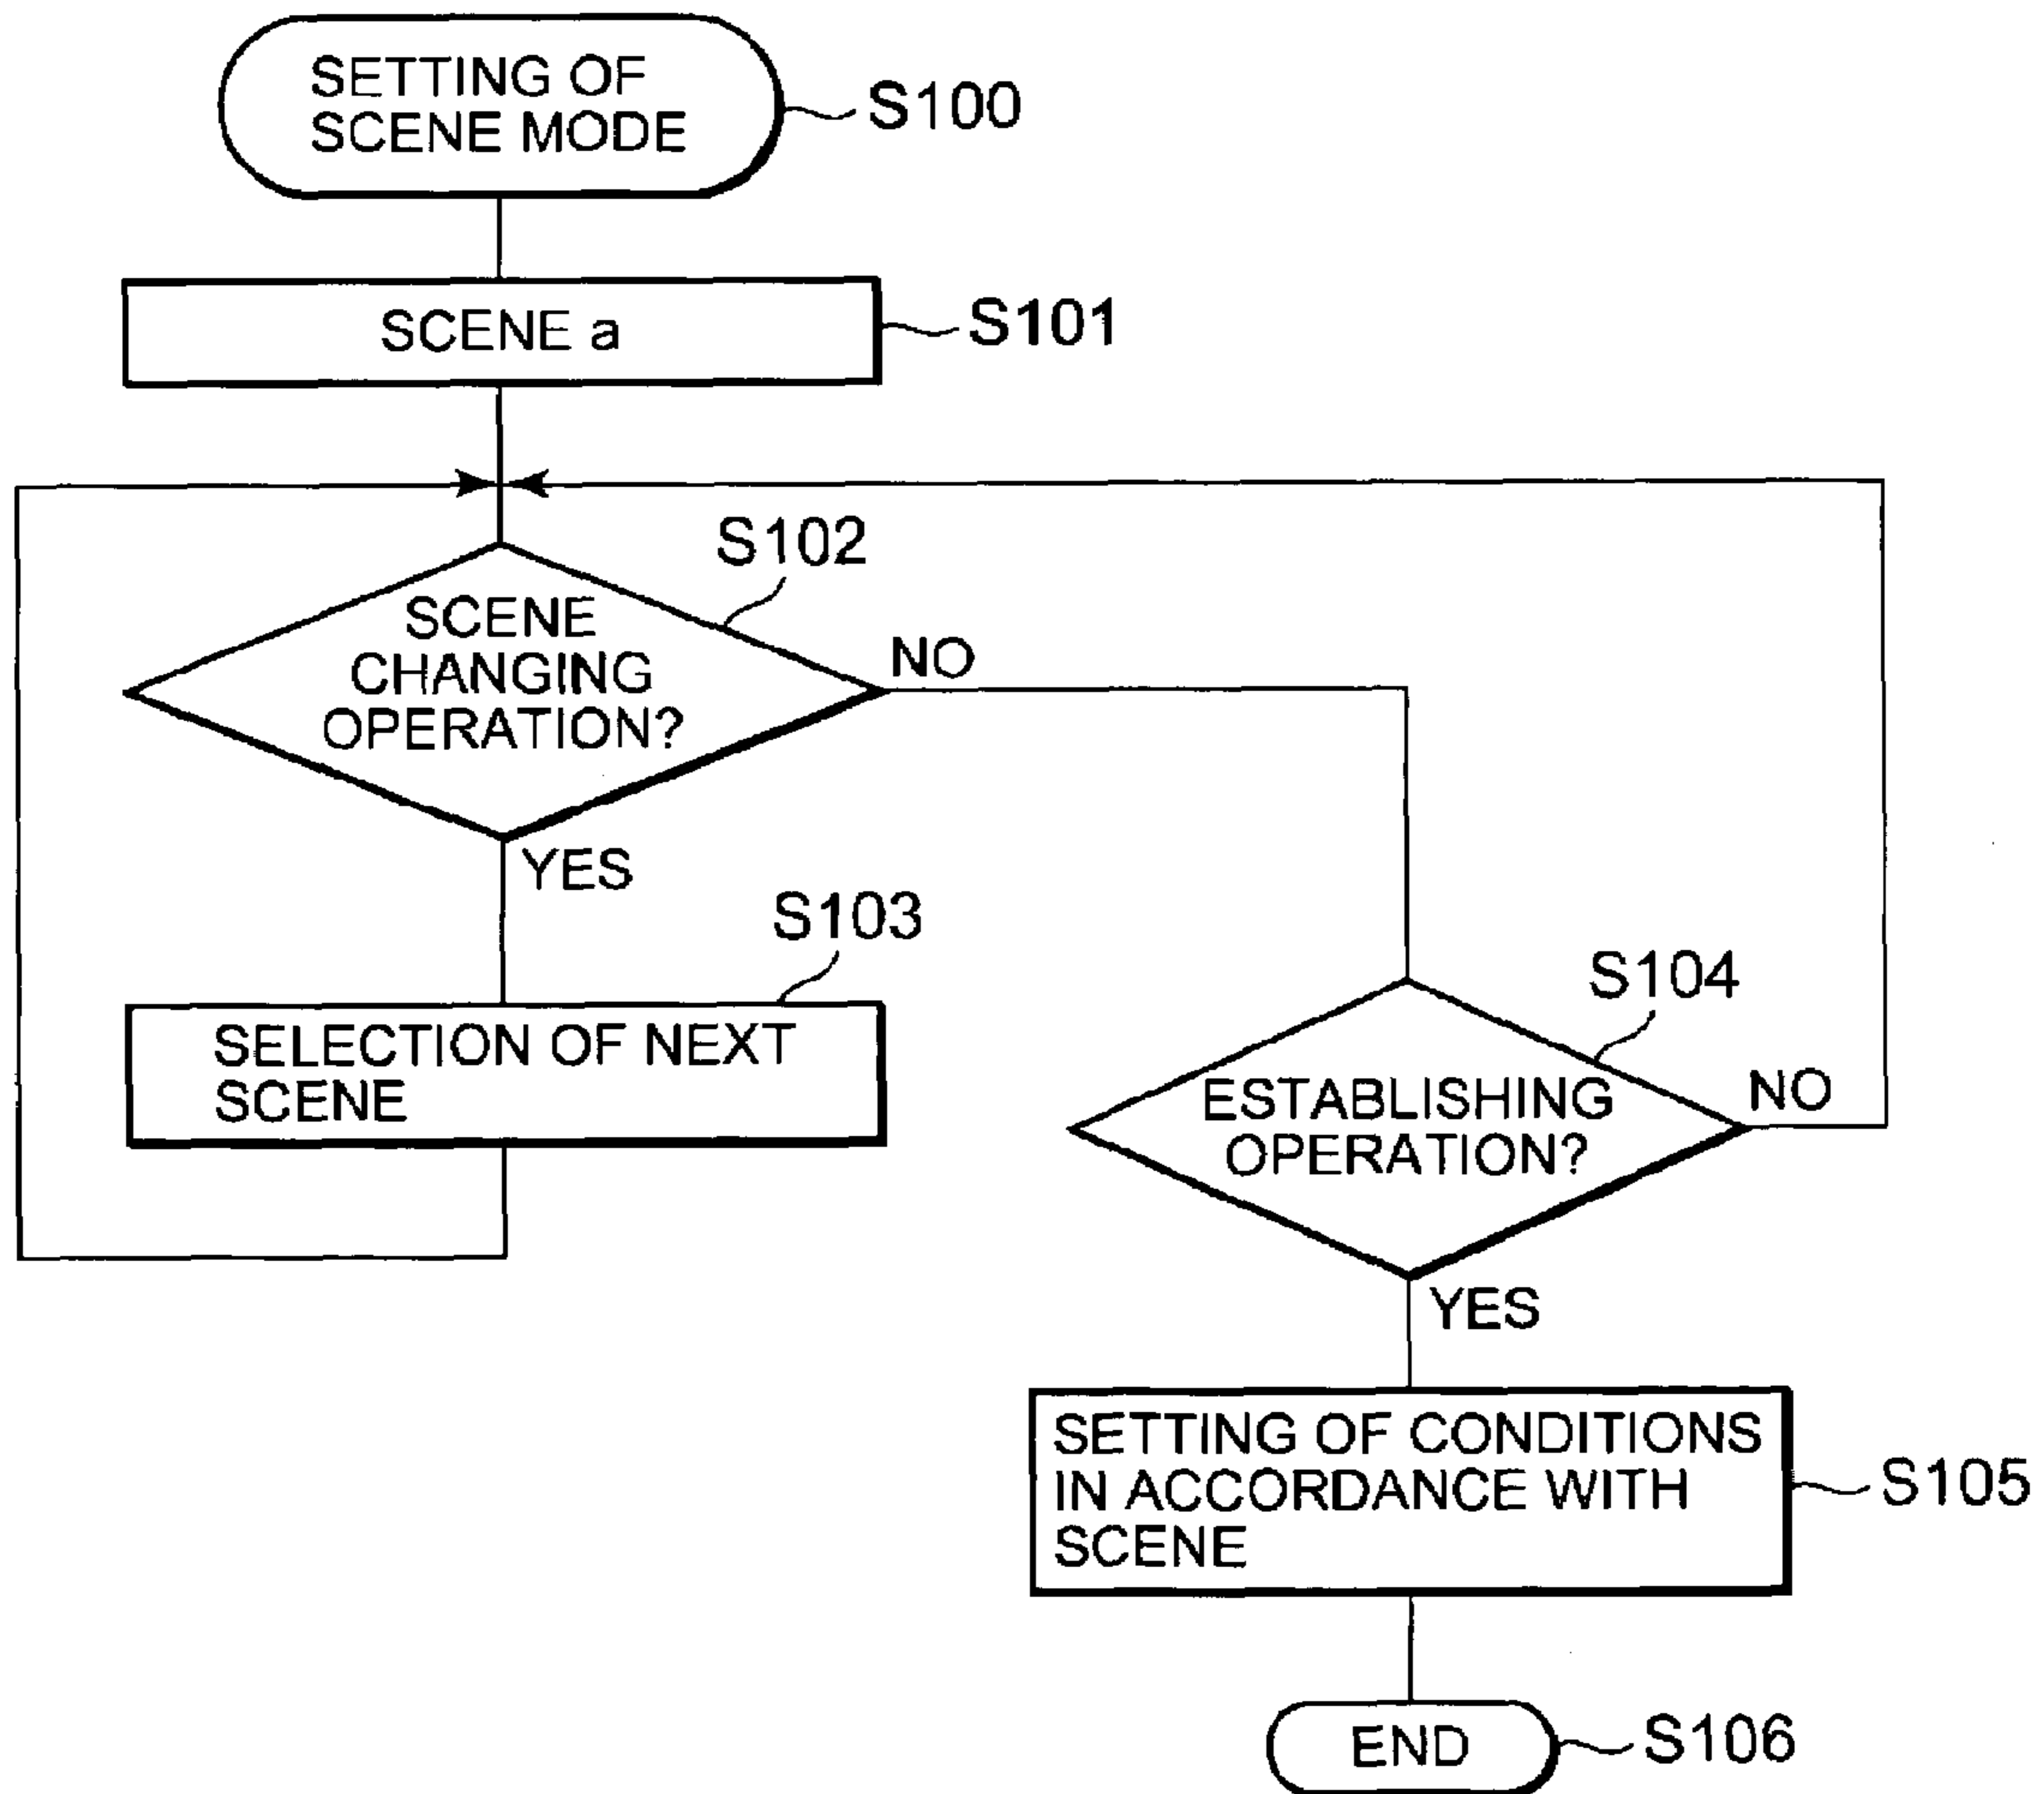 SETTING OF
SCENE MODE
S100
SCENE a
S101
S102
SCENE
CHANGING
OPERATION?
NO
YES
S103
SELECTION OF NEXT
SCENE
S104
ESTABLISHING
OPERATION?
NO
YES
SETTING OF CONDITIONS
IN ACCORDANCE WITH
SCENE
S105
END
S106